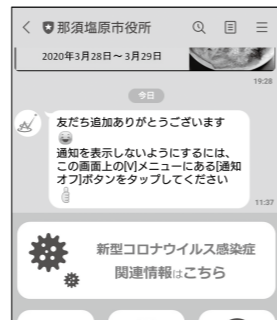 那須塩原市役所
2020年3月28日～3月29日
19:28
今日
友だち追加ありがとうございます
通知を表示しないようにするには、
この画面上の[V]メニューにある[通知
オフ]ボタンをタップしてください
11:37
新型コロナウイルス感染症
関連情報はこちら